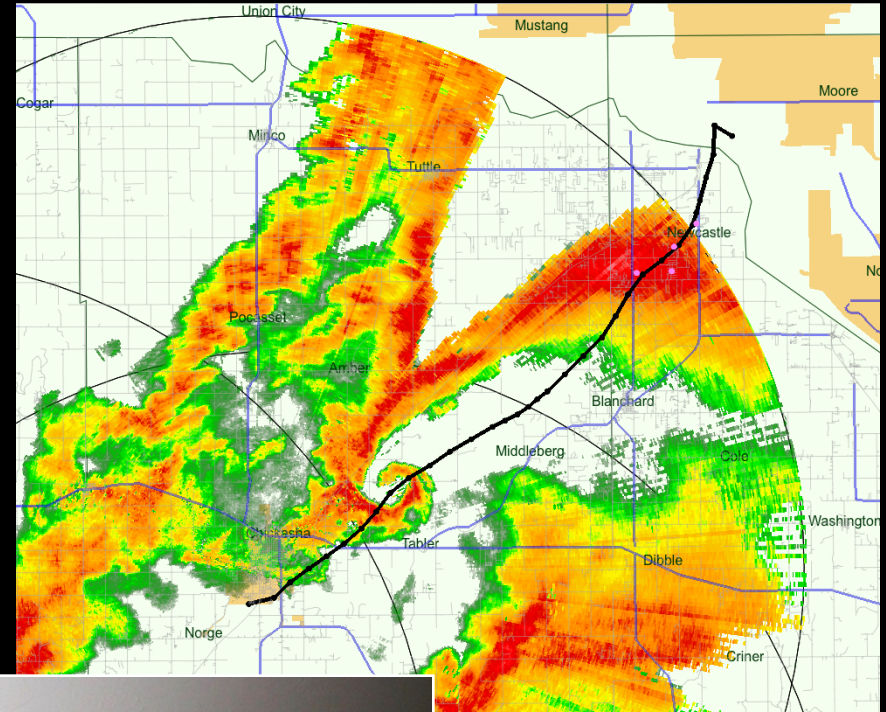 Union City
Mustang
Cogar
Moore
Minco
Tuttle
Newcastle
No
Pocasset
Amber
Blanchard
Middleberg
Cole
Chickasha
Washington
Tabler
Dibble
Norge
Criner